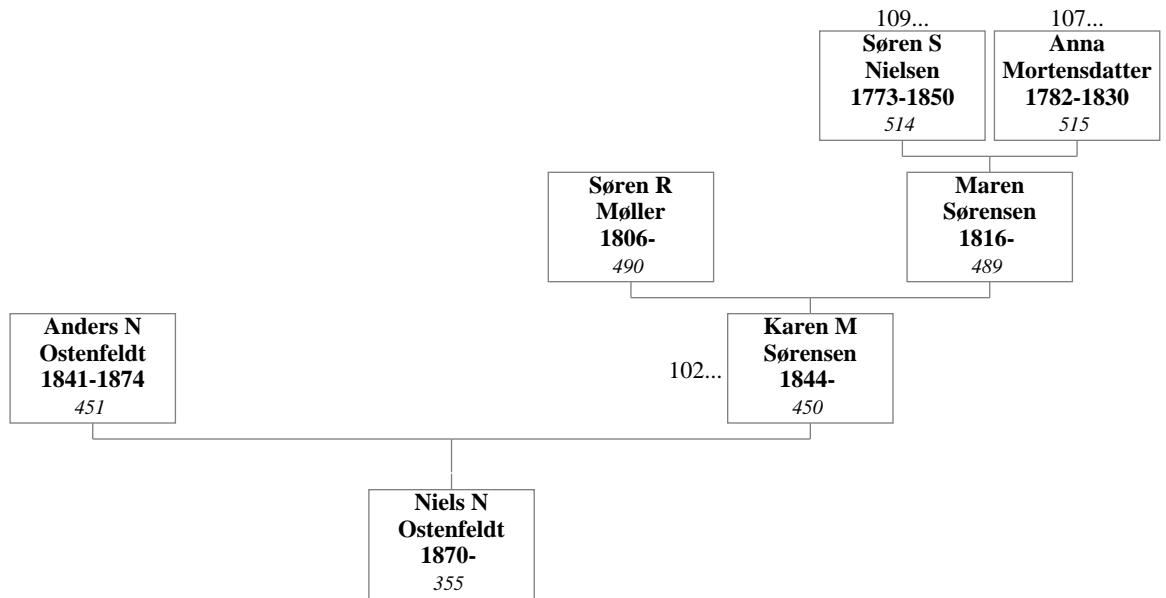 109...
107...
Søren S
Nielsen
1773-1850
514
Anna
Mortensdatter
1782-1830
515
Søren R
Møller
1806-
490
Maren
Sørensen
1816-
489
Anders N
Ostenfeldt
1841-1874
451
102...
Karen M
Sørensen
1844-
450
Niels N
Ostenfeldt
1870-
355